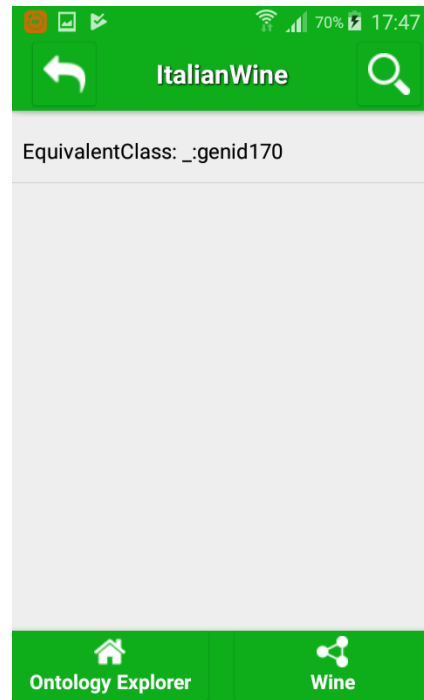 70% 17:47
ItalianWine
EquivalentClass: _:genid170
Ontology Explorer Wine